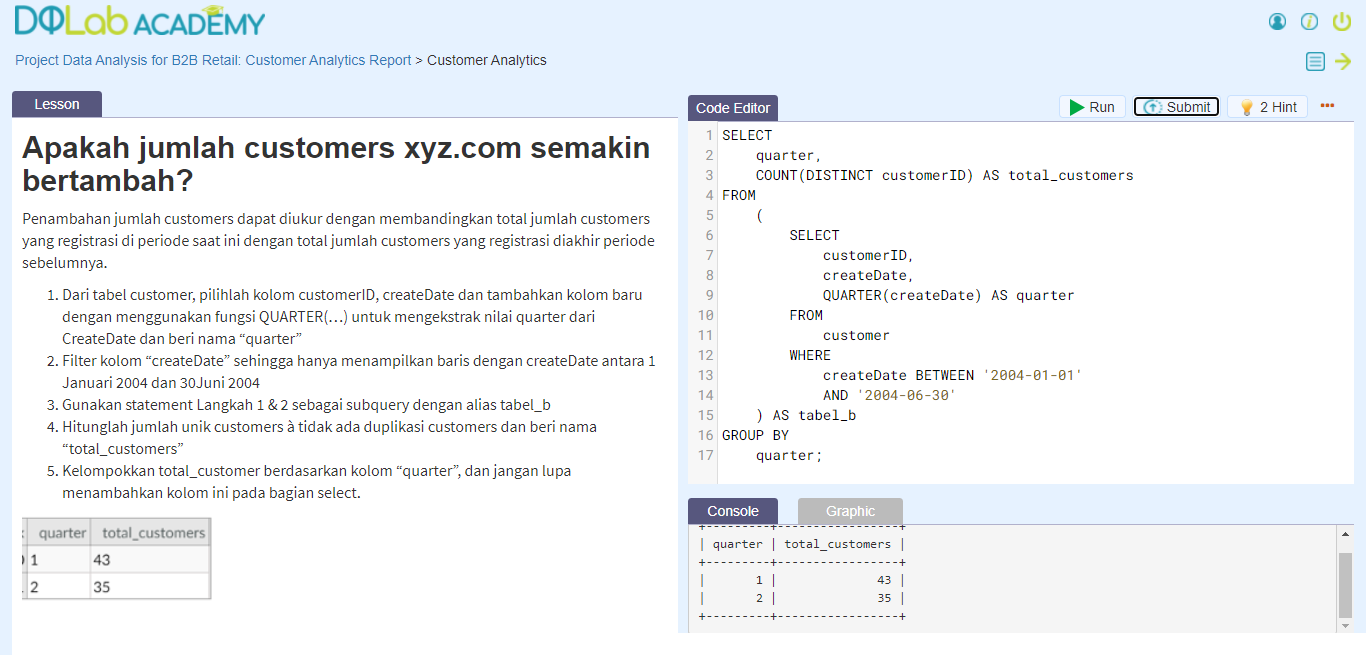 DQLab ACADEMY
Project Data Analysis for B2B Retail: Customer Analytics Report > Customer Analytics
Lesson
Apakah jumlah customers xyz.com semakin
bertambah?
Penambahan jumlah customers dapat diukur dengan membandingkan total jumlah customers
yang registrasi di periode saat ini dengan total jumlah customers yang registrasi diakhir periode
sebelumnya.
1. Dari tabel customer, pilihlah kolom customerID, createDate dan tambahkan kolom baru
dengan menggunakan fungsi QUARTER(…) untuk mengekstrak nilai quarter dari
CreateDate dan beri nama “quarter”
2. Filter kolom “createDate” sehingga hanya menampilkan baris dengan createDate antara 1
Januari 2004 dan 30Juni 2004
3. Gunakan statement Langkah 1 & 2 sebagai subquery dengan alias tabel_b
4. Hitunglah jumlah unik customers à tidak ada duplikasi customers dan beri nama
“total_customers”
5. Kelompokkan total_customer berdasarkan kolom “quarter”, dan jangan lupa
menambahkan kolom ini pada bagian select.
quarter total_customers
1 43
2 35
Code Editor
Run Submit 2 Hint
1 SELECT
2 quarter,
3 COUNT(DISTINCT customerID) AS total_customers
4 FROM
5 (
6 SELECT
7 customerID,
8 createDate,
9 QUARTER(createDate) AS quarter
10 FROM
11 customer
12 WHERE
13 createDate BETWEEN '2004-01-01'
14 AND '2004-06-30'
15 ) AS tabel_b
16 GROUP BY
17 quarter;
Console Graphic
+---------+-----------------+
| quarter | total_customers |
+---------+-----------------+
| 1 | 43 |
| 2 | 35 |
+---------+-----------------+